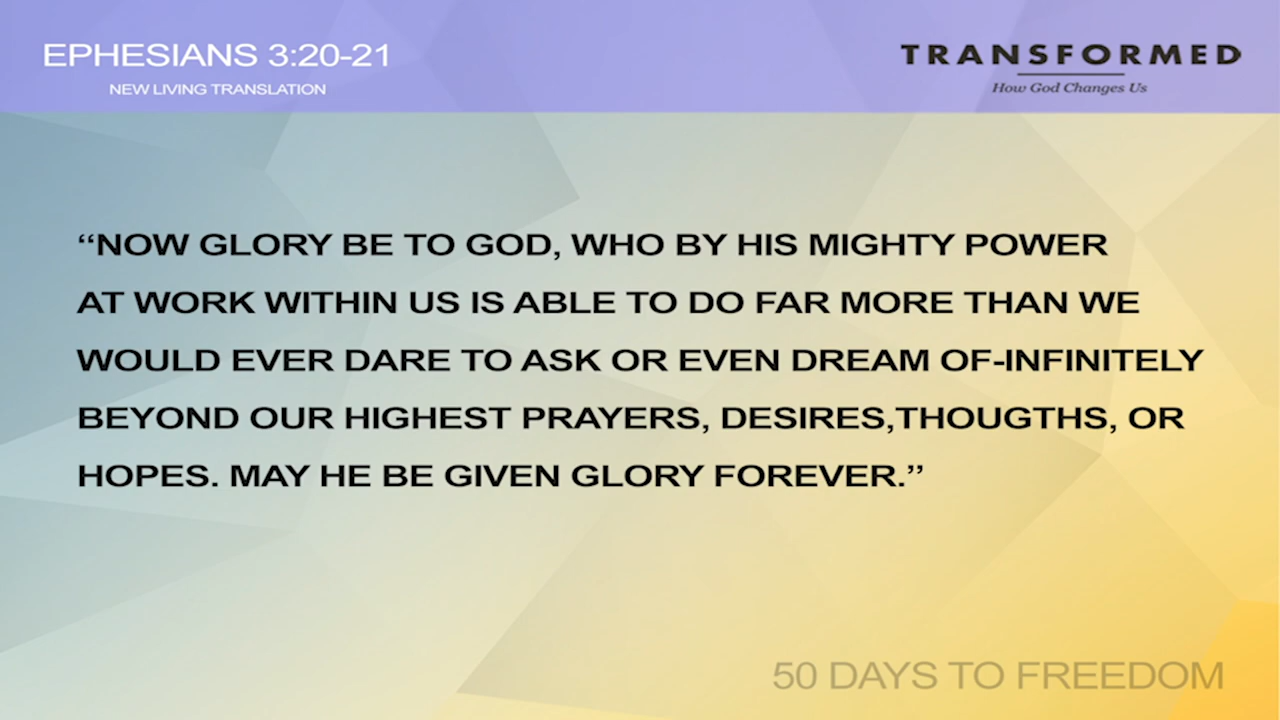 EPHESIANS 3:20-21
NEW LIVING TRANSLATION
TRANSFORMED
How God Changes Us
“NOW GLORY BE TO GOD, WHO BY HIS MIGHTY POWER
AT WORK WITHIN US IS ABLE TO DO FAR MORE THAN WE
WOULD EVER DARE TO ASK OR EVEN DREAM OF-INFINITELY
BEYOND OUR HIGHEST PRAYERS, DESIRES,THOUGTHS, OR
HOPES. MAY HE BE GIVEN GLORY FOREVER.”
50 DAYS TO FREEDOM